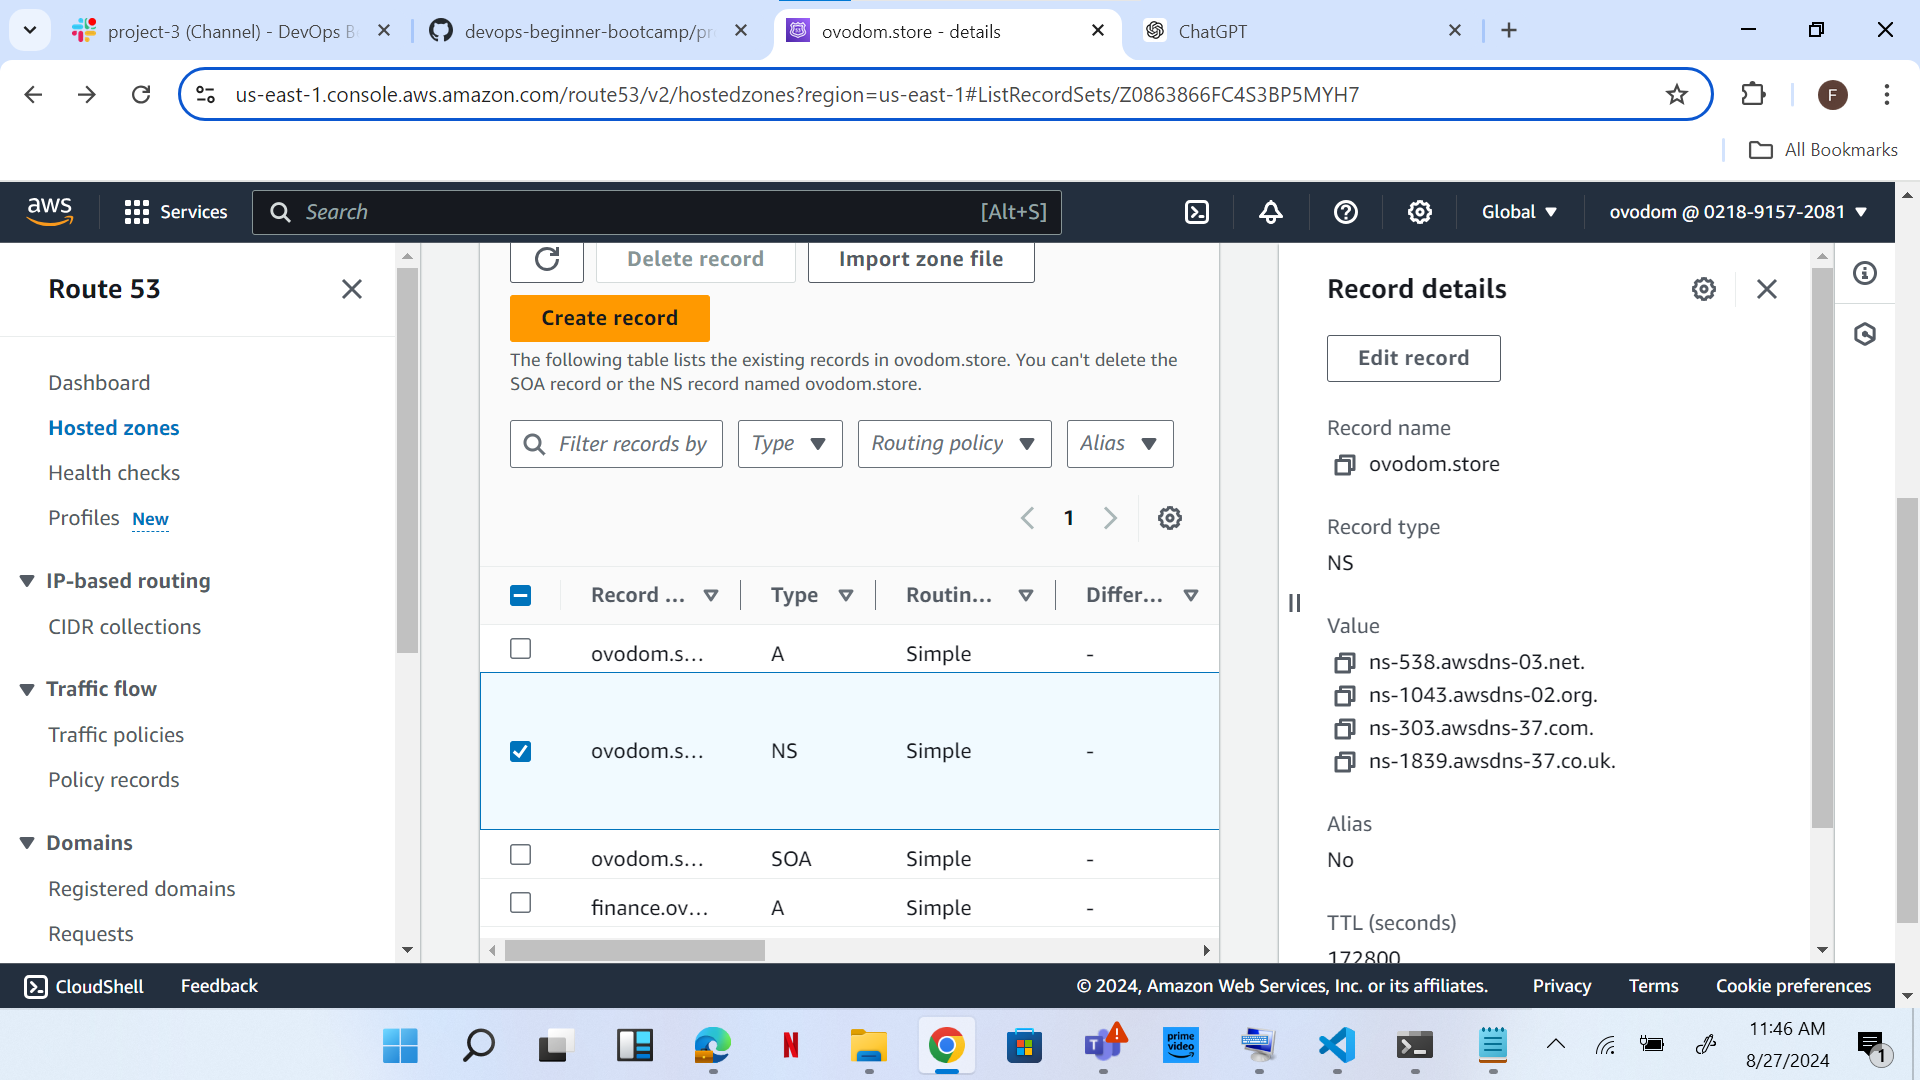 project-3 (Channel) - DevOps B
devops-beginner-bootcamp/pr
ovodom.store - details
ChatGPT
us-east-1.console.aws.amazon.com/route53/v2/hostedzones?region=us-east-1#ListRecordSets/Z0863866FC4S3BP5MYH7
F
All Bookmarks
aws
Services
Search
[Alt+S]
Global
ovodom @ 0218-9157-2081
Route 53
Dashboard
Hosted zones
Health checks
Profiles New
IP-based routing
CIDR collections
Traffic flow
Traffic policies
Policy records
Domains
Registered domains
Requests
Delete record
Import zone file
Create record
The following table lists the existing records in ovodom.store. You can't delete the
SOA record or the NS record named ovodom.store.
Filter records by
Type
Routing policy
Alias
1
Record ... Type Routin... Differ...
ovodom.s... A Simple -
ovodom.s... NS Simple -
ovodom.s... SOA Simple -
finance.ov... A Simple -
Record details
Edit record
Record name
ovodom.store
Record type
NS
Value
ns-538.awsdns-03.net.
ns-1043.awsdns-02.org.
ns-303.awsdns-37.com.
ns-1839.awsdns-37.co.uk.
Alias
No
TTL (seconds)
172800
CloudShell
Feedback
© 2024, Amazon Web Services, Inc. or its affiliates.
Privacy
Terms
Cookie preferences
N
prime video
11:46 AM
8/27/2024
1